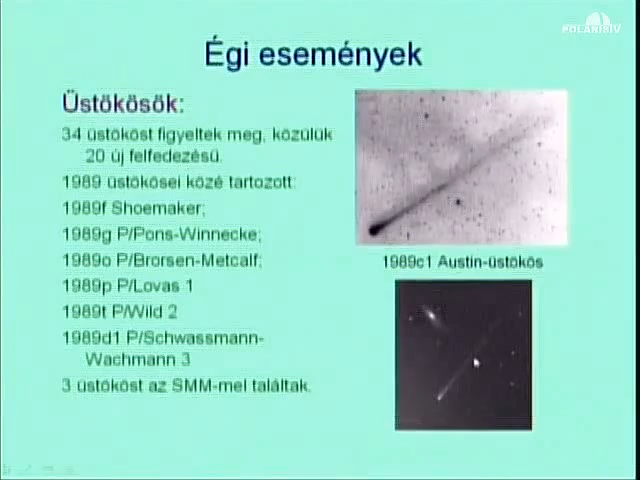 POLARIS TV
Égi események
Üstökösök:
34 üstököst figyeltek meg, közülük
20 új felfedezésű.
1989 üstökösei közé tartozott:
1989f Shoemaker;
1989g P/Pons-Winnecke;
1989o P/Brorsen-Metcalf;
1989p P/Lovas 1
1989t P/Wild 2
1989d1 P/Schwassmann-
Wachmann 3
3 üstököst az SMM-mel találtak.
1989c1 Austin-üstökös